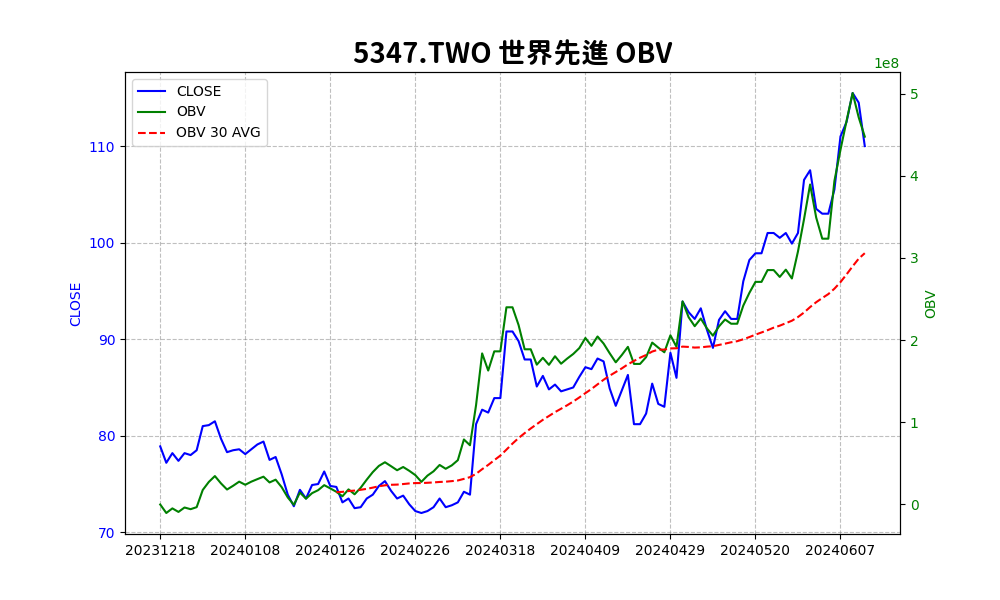 5347.TWO 世界先進 OBV
1e8
CLOSE
OBV
OBV 30 AVG
CLOSE
110
100
90
80
70
5
4
3
2
1
0
OBV
20231218 20240108 20240126 20240226 20240318 20240409 20240429 20240520 20240607